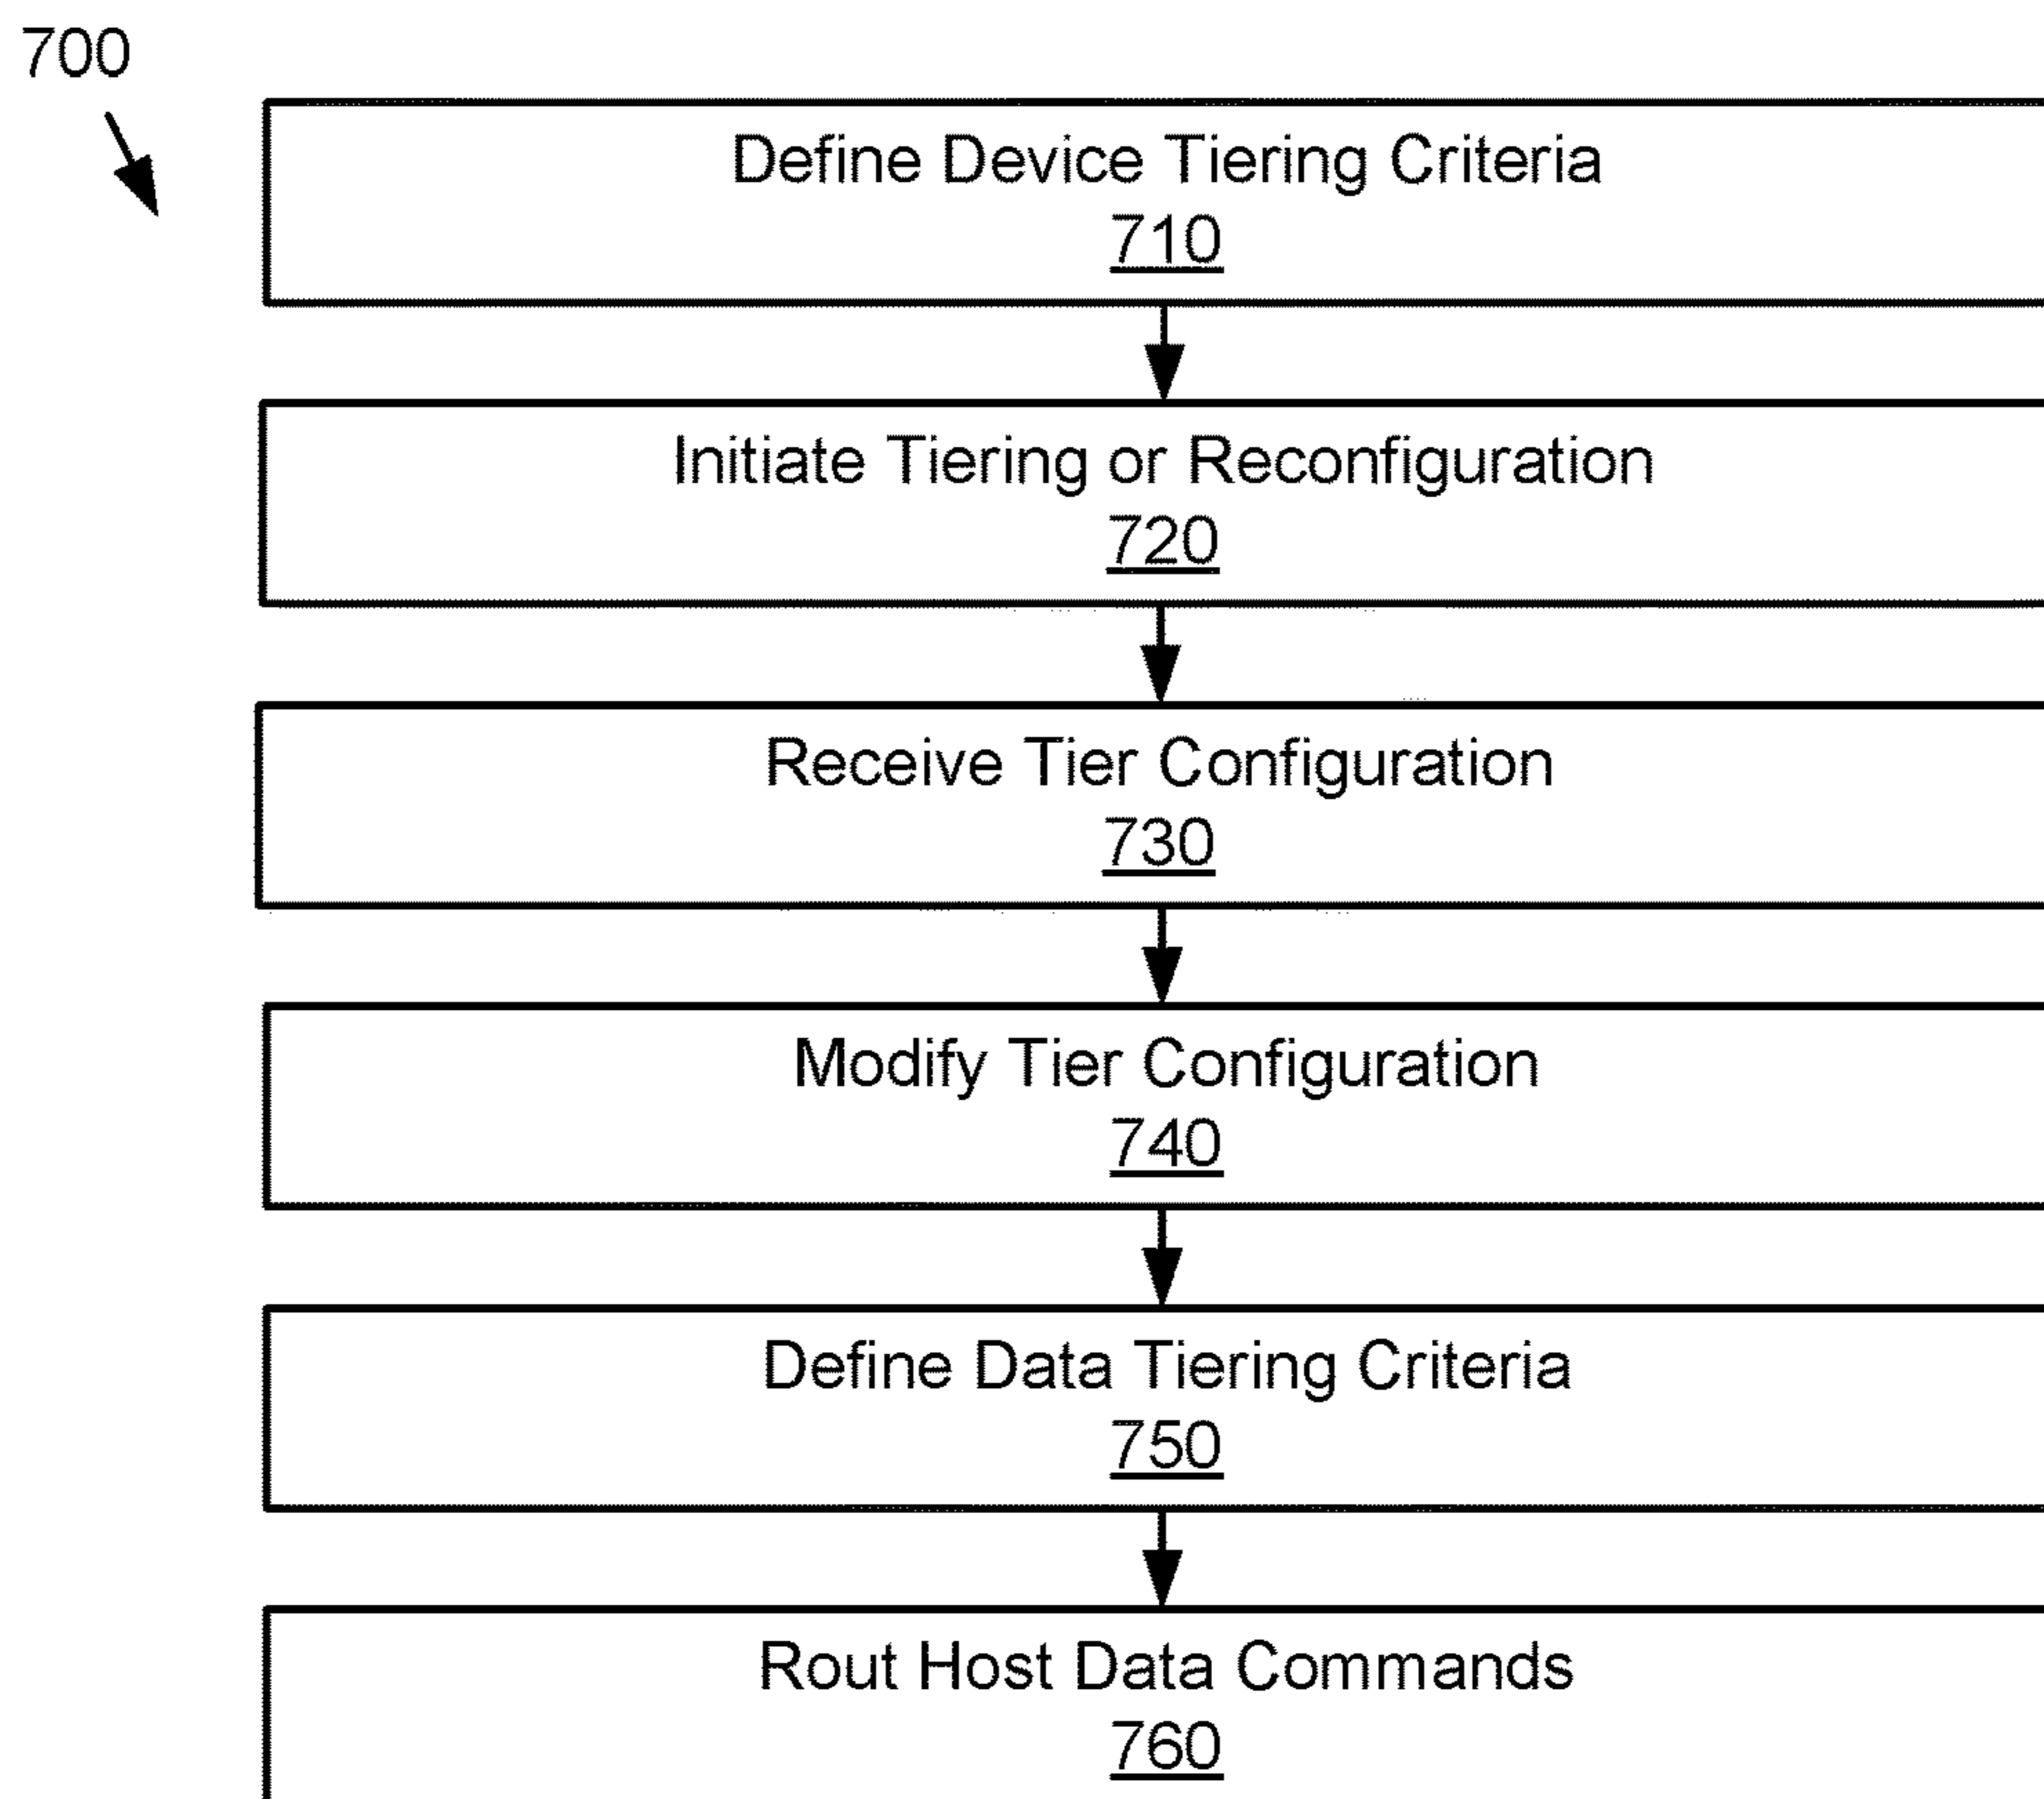 700
Define Device Tiering Criteria
710
Initiate Tiering or Reconfiguration
720
Receive Tier Configuration
730
Modify Tier Configuration
740
Define Data Tiering Criteria
750
Rout Host Data Commands
760